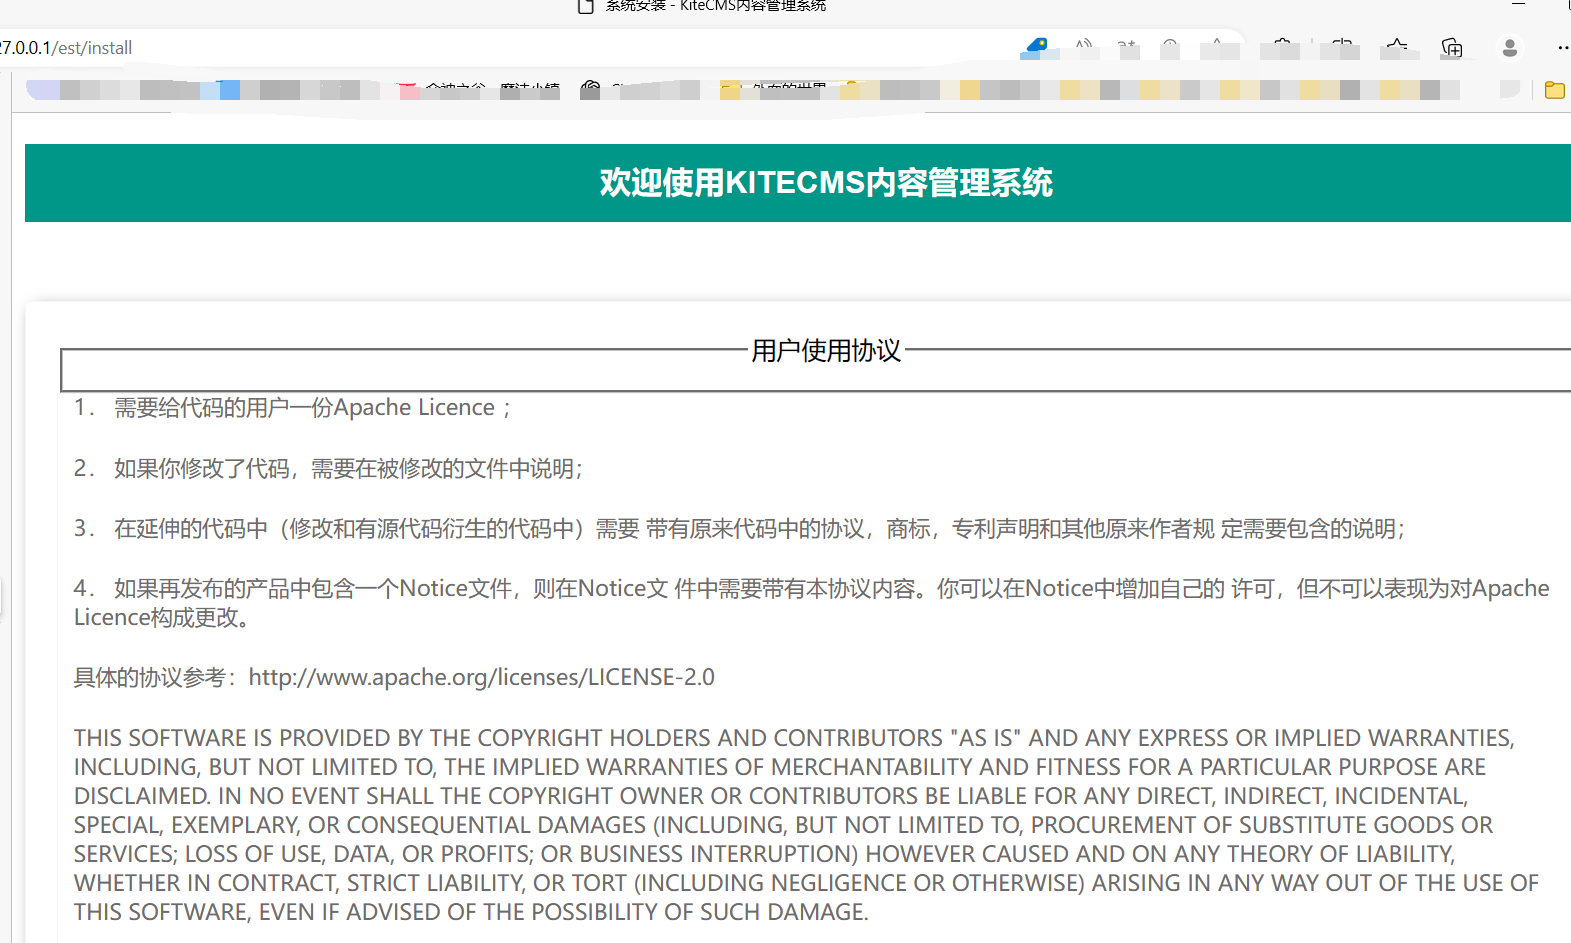 系统安装 - KiteCMS内容管理系统
27.0.0.1/est/install
欢迎使用KITECMS内容管理系统
用户使用协议
1. 需要给代码的用户一份Apache Licence ;
2. 如果你修改了代码，需要在被修改的文件中说明；
3. 在延伸的代码中（修改和有源代码衍生的代码中）需要 带有原来代码中的协议，商标，专利声明和其他原来作者规 定需要包含的说明；
4. 如果再发布的产品中包含一个Notice文件，则在Notice文 件中需要带有本协议内容。你可以在Notice中增加自己的 许可，但不可以表现为对Apache
Licence构成更改。
具体的协议参考：http://www.apache.org/licenses/LICENSE-2.0
THIS SOFTWARE IS PROVIDED BY THE COPYRIGHT HOLDERS AND CONTRIBUTORS "AS IS" AND ANY EXPRESS OR IMPLIED WARRANTIES,
INCLUDING, BUT NOT LIMITED TO, THE IMPLIED WARRANTIES OF MERCHANTABILITY AND FITNESS FOR A PARTICULAR PURPOSE ARE
DISCLAIMED. IN NO EVENT SHALL THE COPYRIGHT OWNER OR CONTRIBUTORS BE LIABLE FOR ANY DIRECT, INDIRECT, INCIDENTAL,
SPECIAL, EXEMPLARY, OR CONSEQUENTIAL DAMAGES (INCLUDING, BUT NOT LIMITED TO, PROCUREMENT OF SUBSTITUTE GOODS OR
SERVICES; LOSS OF USE, DATA, OR PROFITS; OR BUSINESS INTERRUPTION) HOWEVER CAUSED AND ON ANY THEORY OF LIABILITY,
WHETHER IN CONTRACT, STRICT LIABILITY, OR TORT (INCLUDING NEGLIGENCE OR OTHERWISE) ARISING IN ANY WAY OUT OF THE USE OF
THIS SOFTWARE, EVEN IF ADVISED OF THE POSSIBILITY OF SUCH DAMAGE.